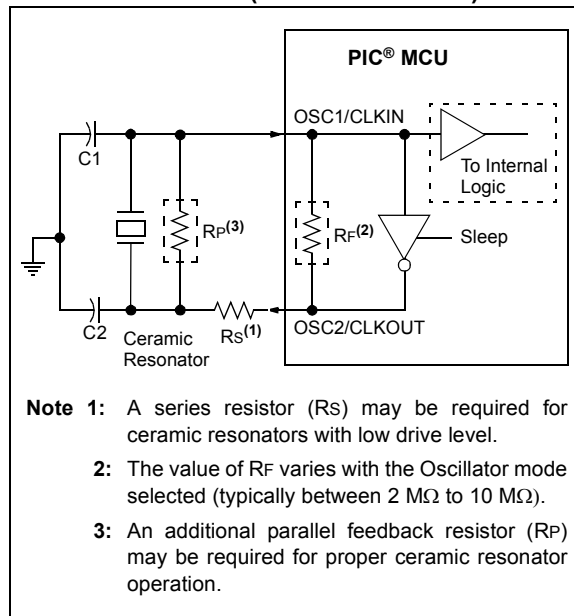 PIC® MCU
OSC1/CLKIN
C1
To Internal
Logic
RP(3)
RF(2)
Sleep
C2
Ceramic
Resonator
RS(1)
OSC2/CLKOUT
Note 1: A series resistor (RS) may be required for
ceramic resonators with low drive level.
2: The value of RF varies with the Oscillator mode
selected (typically between 2 MΩ to 10 MΩ).
3: An additional parallel feedback resistor (RP)
may be required for proper ceramic resonator
operation.